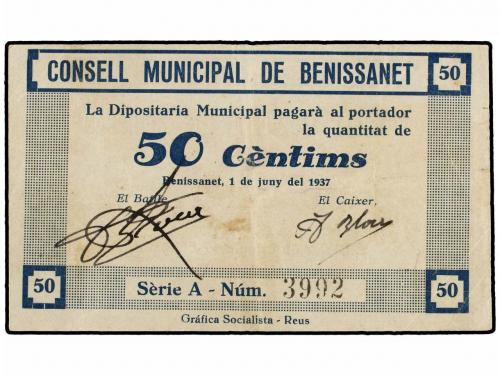 CONSELL MUNICIPAL DE BENISSANET 50
La Dipositaria Municipal pagarà al portador
la quantitat de
50 Cèntims
Benissanet, 1 de juny del 1937
El Batlle El Caixer,
50 Sèrie A - Núm. 3992 50
Gráfica Socialista - Reus